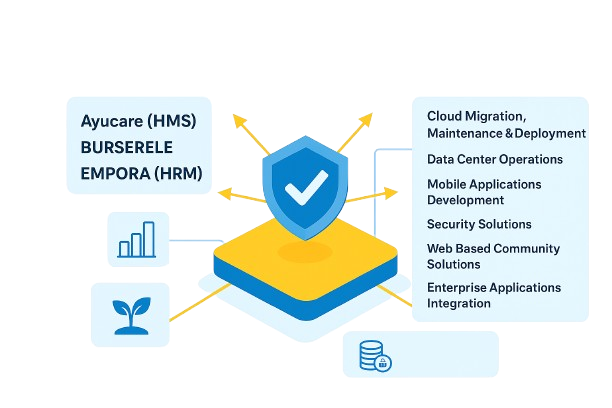 Ayucare (HMS)
BURSERELE
EMPORA (HRM)
Cloud Migration,
Maintenance & Deployment
Data Center Operations
Mobile Applications
Development
Security Solutions
Web Based Community
Solutions
Enterprise Applications
Integration